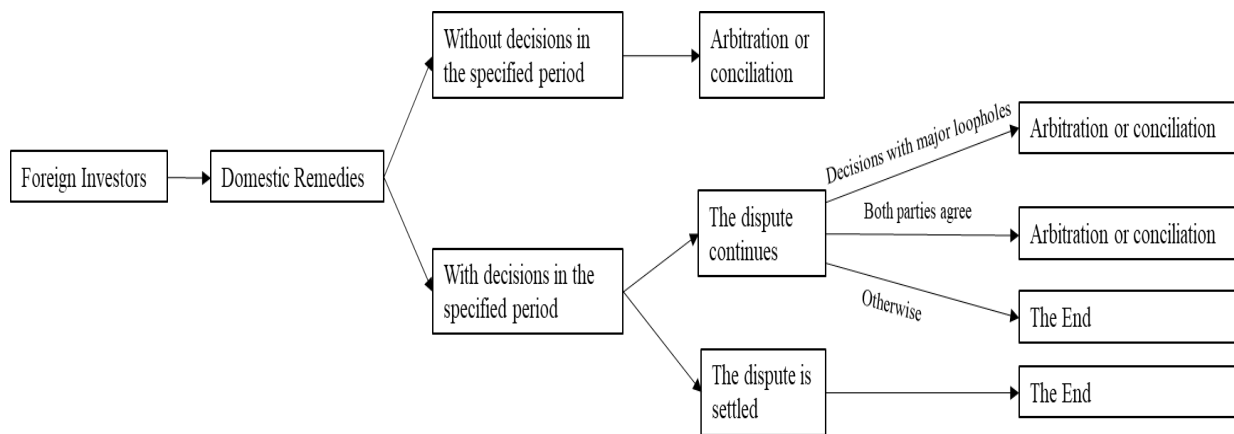 Foreign Investors
Domestic Remedies
Without decisions in
the specified period
Arbitration or
conciliation
With decisions in the
specified period
The dispute
continues
Decisions with major loopholes
Arbitration or conciliation
Both parties agree
Arbitration or conciliation
Otherwise
The End
The dispute is
settled
The End